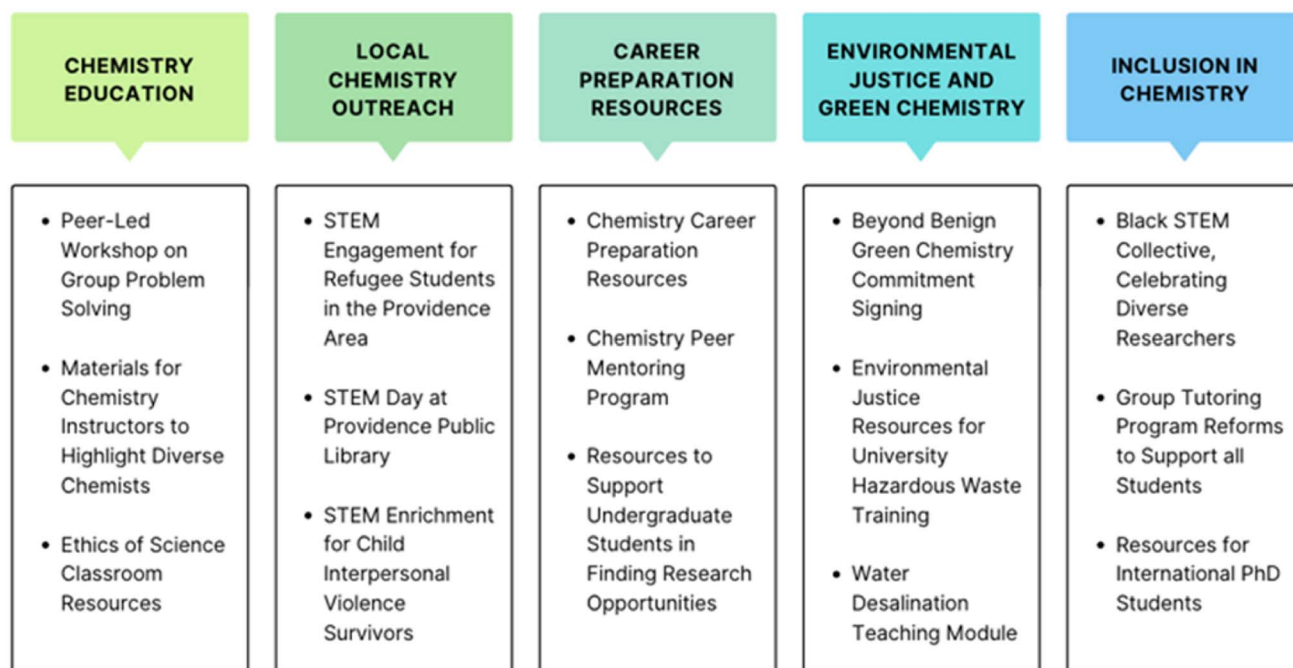 CHEMISTRY
EDUCATION
• Peer-Led
Workshop on
Group Problem
Solving
• Materials for
Chemistry
Instructors to
Highlight Diverse
Chemists
• Ethics of Science
Classroom
Resources
LOCAL
CHEMISTRY
OUTREACH
• STEM
Engagement for
Refugee Students
in the Providence
Area
• STEM Day at
Providence Public
Library
• STEM Enrichment
for Child
Interpersonal
Violence
Survivors
CAREER
PREPARATION
RESOURCES
• Chemistry Career
Preparation
Resources
• Chemistry Peer
Mentoring
Program
• Resources to
Support
Undergraduate
Students in
Finding Research
Opportunities
ENVIRONMENTAL
JUSTICE AND
GREEN CHEMISTRY
• Beyond Benign
Green Chemistry
Commitment
Signing
• Environmental
Justice
Resources for
University
Hazardous Waste
Training
• Water
Desalination
Teaching Module
INCLUSION IN
CHEMISTRY
• Black STEM
Collective,
Celebrating
Diverse
Researchers
• Group Tutoring
Program Reforms
to Support all
Students
• Resources for
International PhD
Students